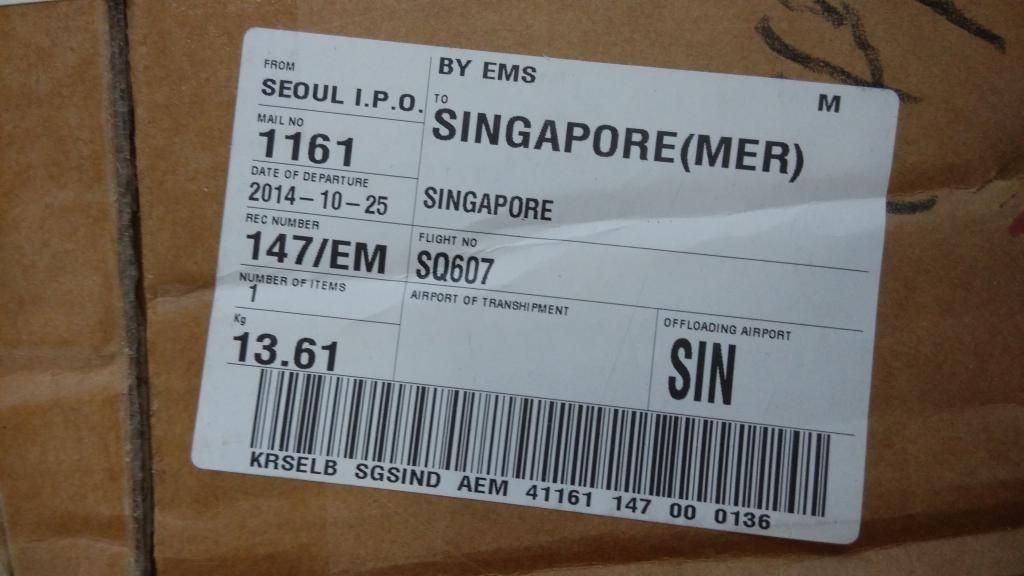 FROM
SEOUL I.P.O.
BY EMS
M
TO
SINGAPORE(MER)
SINGAPORE
MAIL NO
1161
DATE OF DEPARTURE
2014-10-25
REC NUMBER
147/EM
FLIGHT NO
SQ607
NUMBER OF ITEMS
1
AIRPORT OF TRANSHIPMENT
OFFLOADING AIRPORT
SIN
Kg
13.61
KRSELB SGSIND AEM 41161 147 00 0136